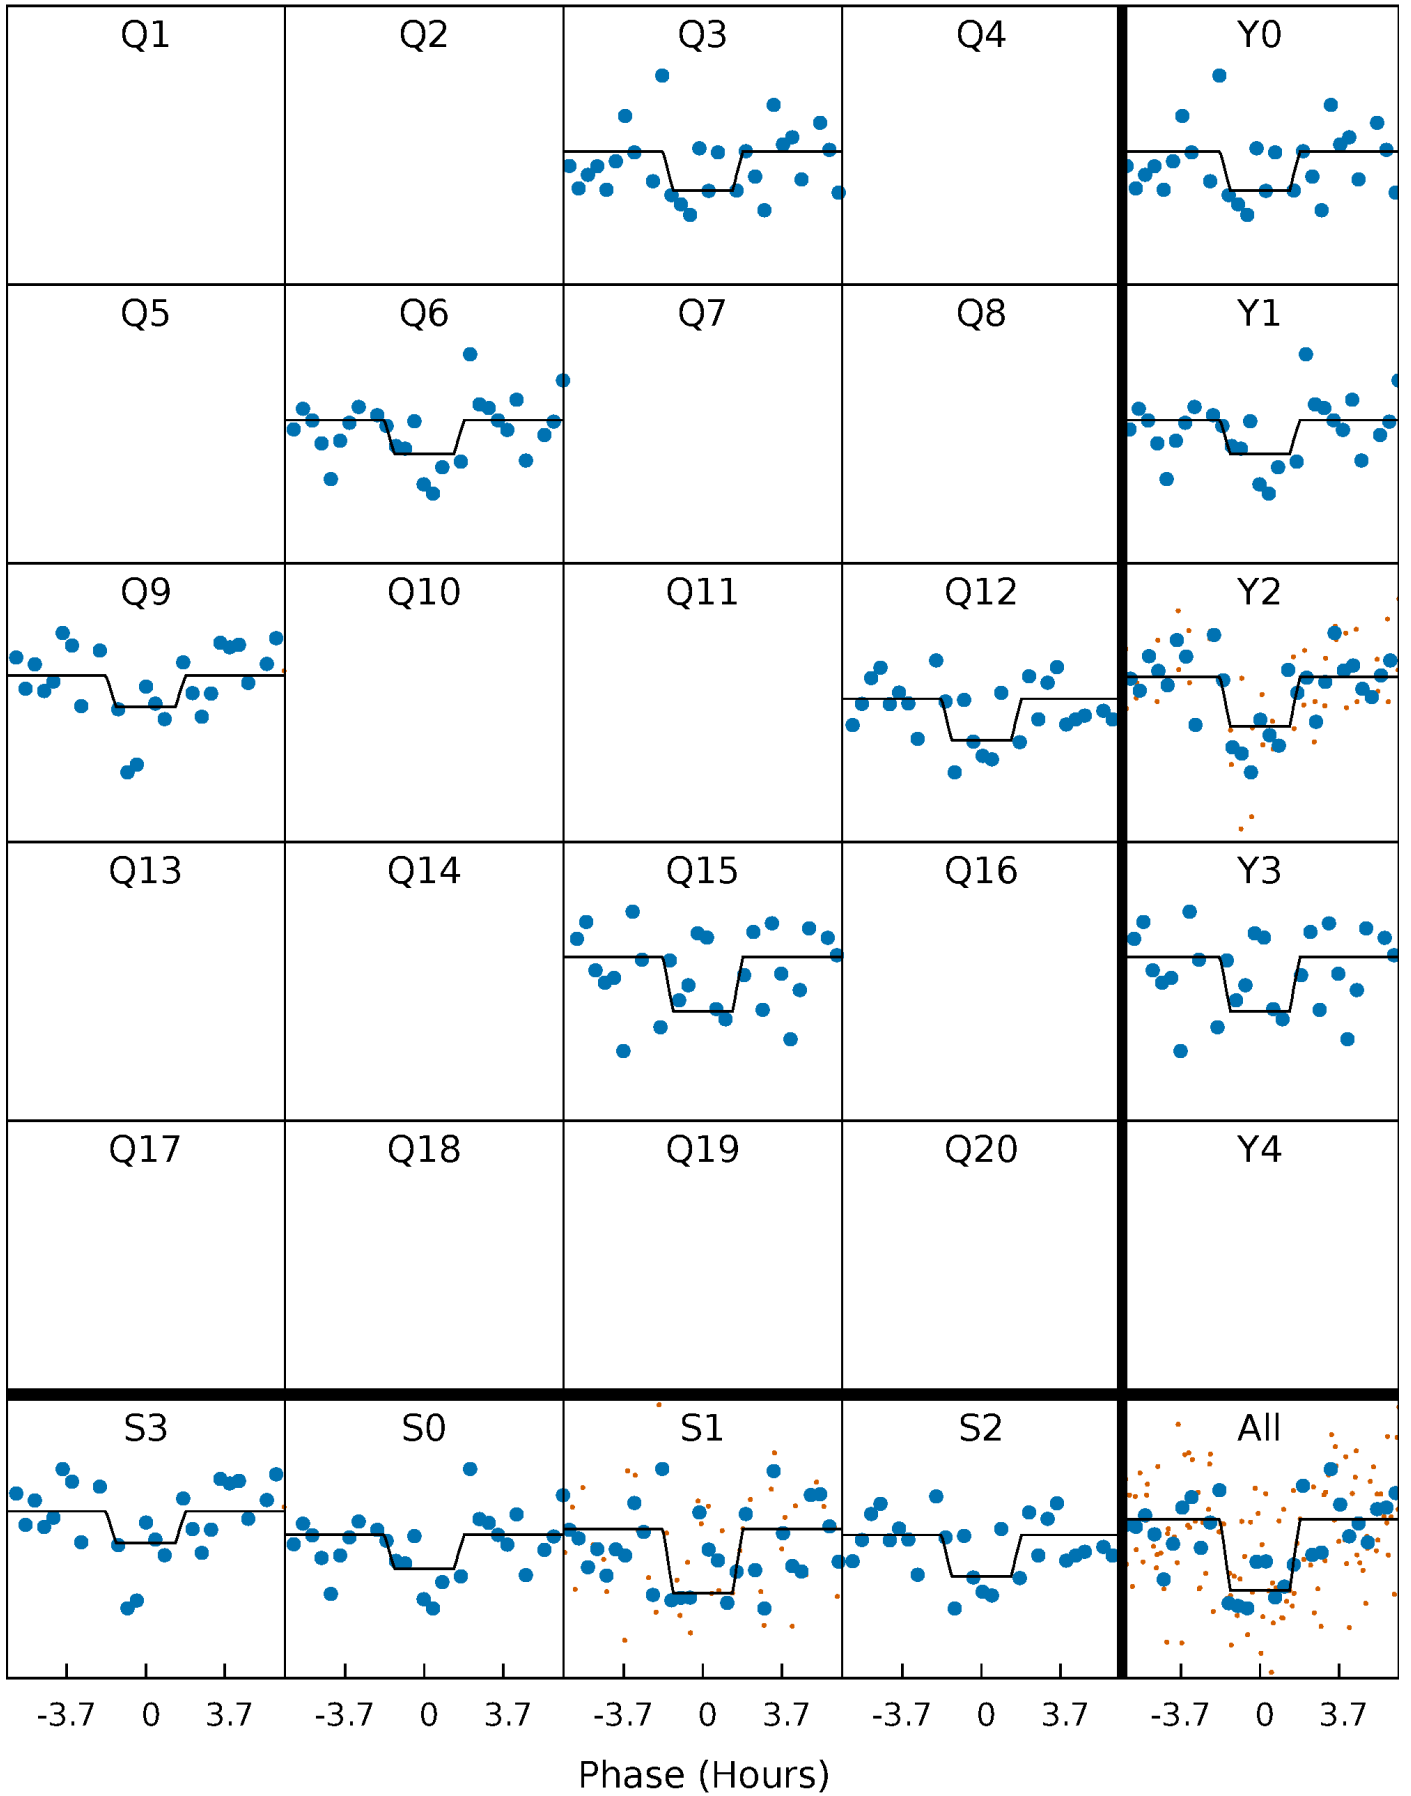 Q1 Q2 Q3 Q4 Y0
Q5 Q6 Q7 Q8 Y1
Q9 Q10 Q11 Q12 Y2
Q13 Q14 Q15 Q16 Y3
Q17 Q18 Q19 Q20 Y4
S3 S0 S1 S2 All
-3.7 0 3.7 -3.7 0 3.7 -3.7 0 3.7 -3.7 0 3.7 -3.7 0 3.7
Phase (Hours)